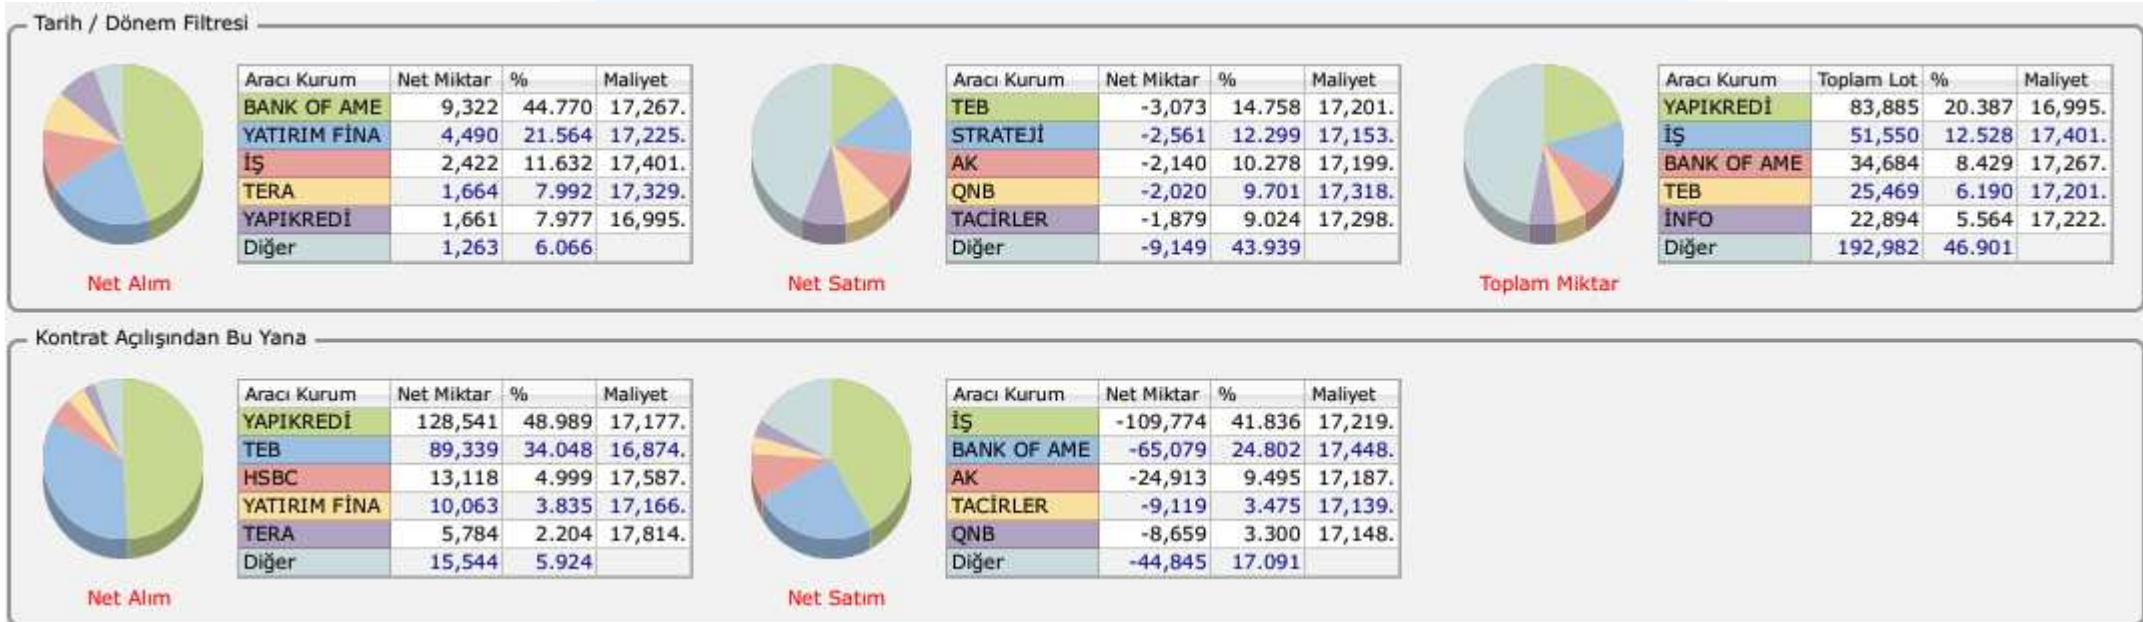 Tarih / Dönem Filtresi
Aracı Kurum Net Miktar % Maliyet
BANK OF AME 9,322 44.770 17,267.
YATIRIM FİNA 4,490 21.564 17,225.
İŞ 2,422 11.632 17,401.
TERA 1,664 7.992 17,329.
YAPIKREDİ 1,661 7.977 16,995.
Diğer 1,263 6.066
Net Alım
Aracı Kurum Net Miktar % Maliyet
TEB -3,073 14.758 17,201.
STRATEJİ -2,561 12.299 17,153.
AK -2,140 10.278 17,199.
QNB -2,020 9.701 17,318.
TACİRLER -1,879 9.024 17,298.
Diğer -9,149 43.939
Net Satım
Aracı Kurum Toplam Lot % Maliyet
YAPIKREDİ 83,885 20.387 16,995.
İŞ 51,550 12.528 17,401.
BANK OF AME 34,684 8.429 17,267.
TEB 25,469 6.190 17,201.
İNFO 22,894 5.564 17,222.
Diğer 192,982 46.901
Toplam Miktar
Kontrat Açılışından Bu Yana
Aracı Kurum Net Miktar % Maliyet
YAPIKREDİ 128,541 48.989 17,177.
TEB 89,339 34.048 16,874.
HSBC 13,118 4.999 17,587.
YATIRIM FİNA 10,063 3.835 17,166.
TERA 5,784 2.204 17,814.
Diğer 15,544 5.924
Net Alım
Aracı Kurum Net Miktar % Maliyet
İŞ -109,774 41.836 17,219.
BANK OF AME -65,079 24.802 17,448.
AK -24,913 9.495 17,187.
TACİRLER -9,119 3.475 17,139.
QNB -8,659 3.300 17,148.
Diğer -44,845 17.091
Net Satım